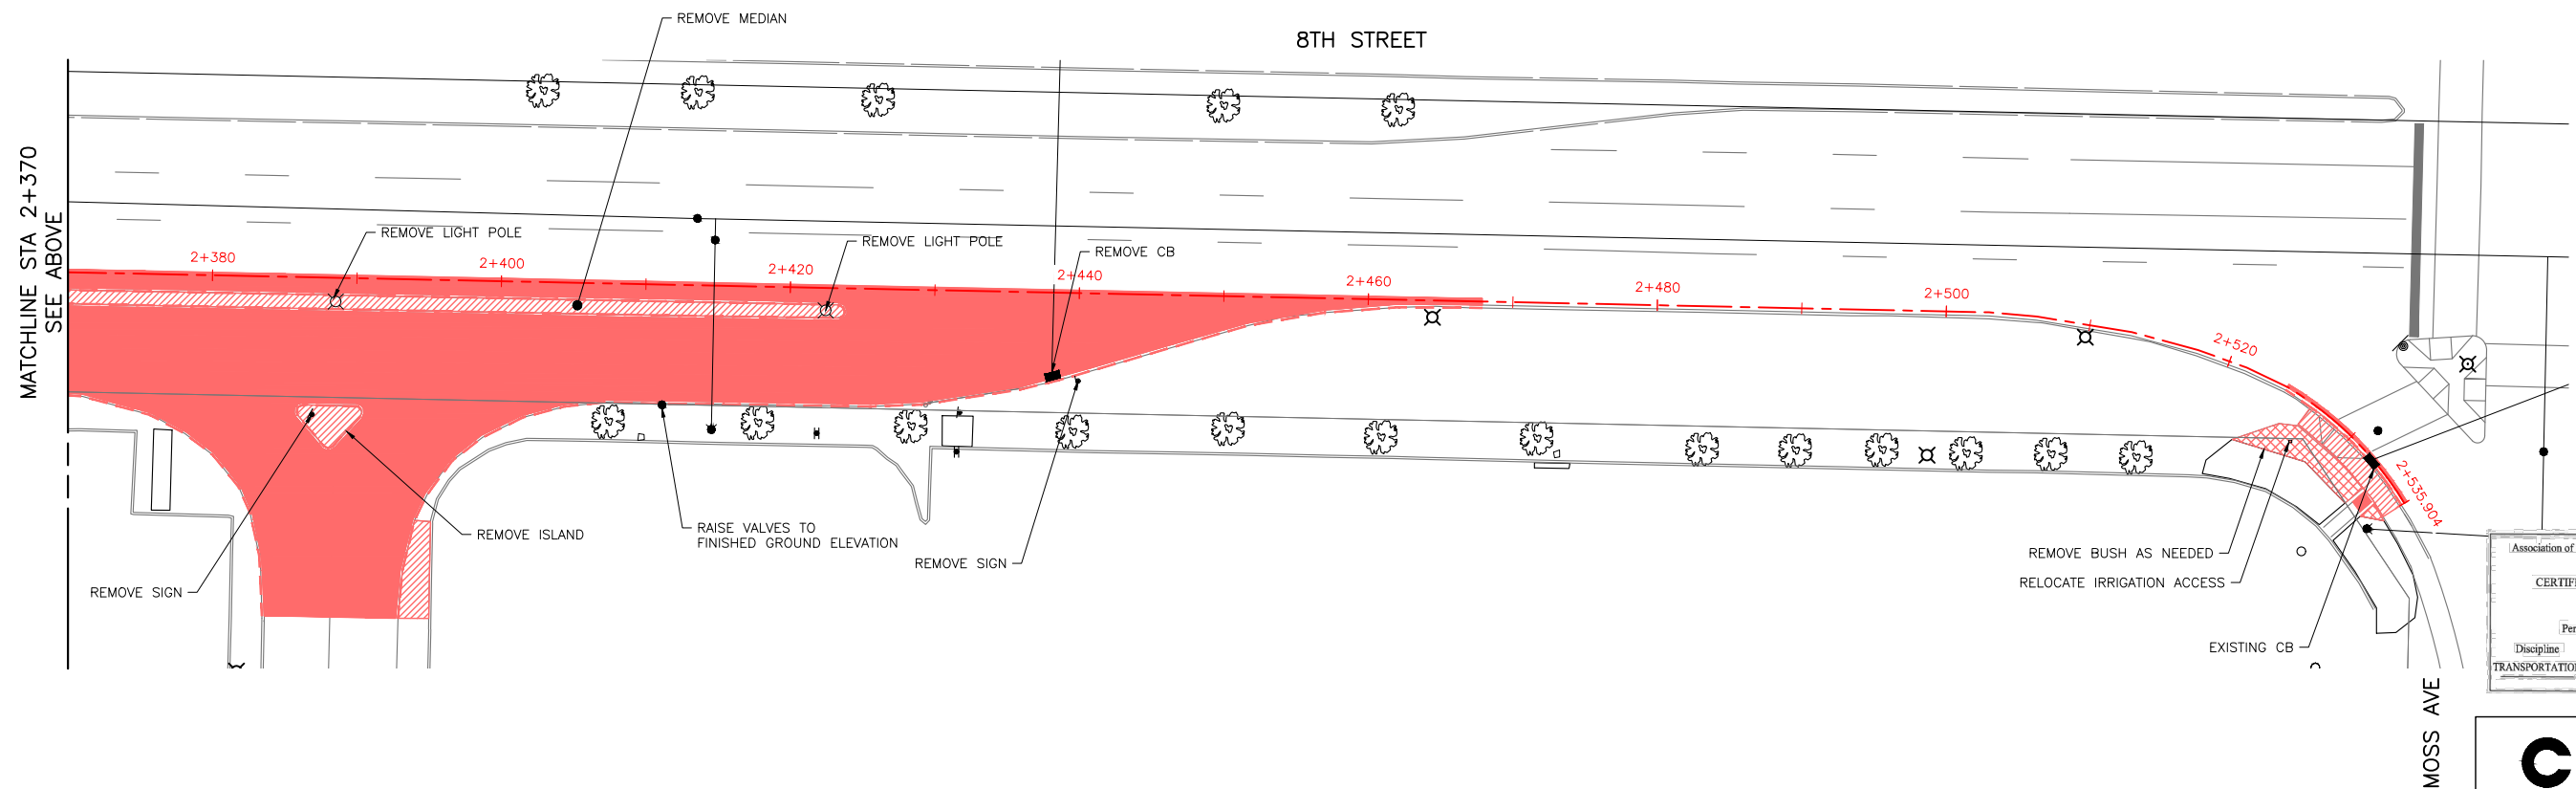 REMOVE MEDIAN
8TH STREET
MATCHLINE STA 2+370
SEE ABOVE
REMOVE LIGHT POLE
REMOVE LIGHT POLE
REMOVE CB
2+380
2+400
2+420
2+440
2+460
2+480
2+500
2+520
2+535.904
REMOVE SIGN
REMOVE ISLAND
RAISE VALVES TO
FINISHED GROUND ELEVATION
REMOVE SIGN
REMOVE BUSH AS NEEDED
RELOCATE IRRIGATION ACCESS
EXISTING CB
Association of
CERTIF
Per
Discipline
TRANSPORTATIO
MOSS AVE
C